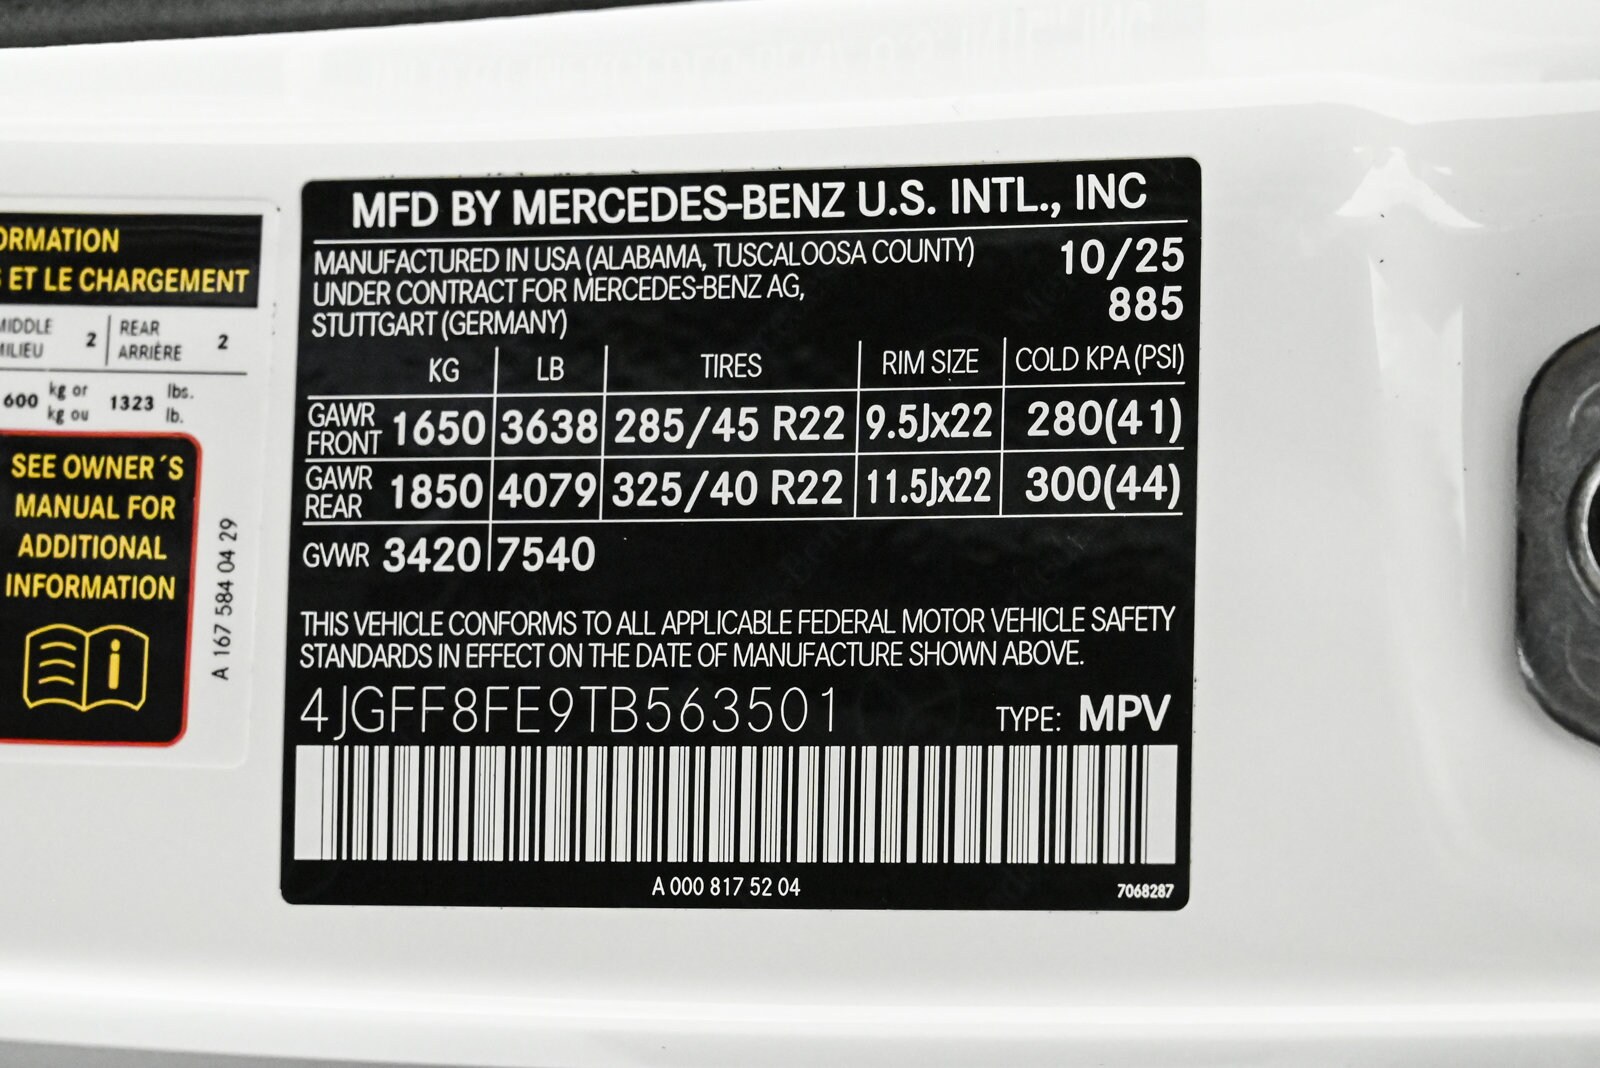 ORMATION
S ET LE CHARGEMENT
MIDDLE
MILIEU
2
REAR
ARRIÈRE
2
600
kg or
kg ou
1323
lbs.
lb.
SEE OWNER´S
MANUAL FOR
ADDITIONAL
INFORMATION
i
A 167 584 04 29
MFD BY MERCEDES-BENZ U.S. INTL., INC
MANUFACTURED IN USA (ALABAMA, TUSCALOOSA COUNTY)
UNDER CONTRACT FOR MERCEDES-BENZ AG,
STUTTGART (GERMANY)
10/25
885
KG LB TIRES RIM SIZE COLD KPA (PSI)
GAWR FRONT 1650 3638 285/45 R22 9.5Jx22 280(41)
GAWR REAR 1850 4079 325/40 R22 11.5Jx22 300(44)
GVWR 3420 7540
THIS VEHICLE CONFORMS TO ALL APPLICABLE FEDERAL MOTOR VEHICLE SAFETY
STANDARDS IN EFFECT ON THE DATE OF MANUFACTURE SHOWN ABOVE.
4JGFF8FE9TB563501 TYPE: MPV
A 000 817 52 04 7068287